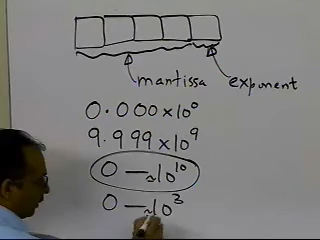 mantissa exponent
0.000×10⁰
9.999×10⁹
0 — ~10¹⁰
0 — ~10³